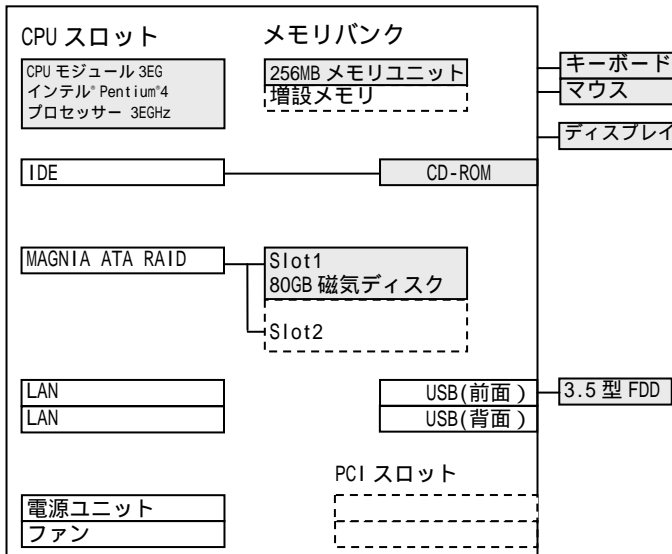 CPU スロット
メモリバンク
CPU モジュール 3EG
インテル® Pentium®4
プロセッサー 3EGHz
256MB メモリユニット
増設メモリ
キーボード
マウス
ディスプレイ
IDE
CD-ROM
MAGNIA ATA RAID
Slot1
80GB 磁気ディスク
Slot2
LAN
USB(前面)
3.5 型 FDD
LAN
USB(背面)
PCI スロット
電源ユニット
ファン